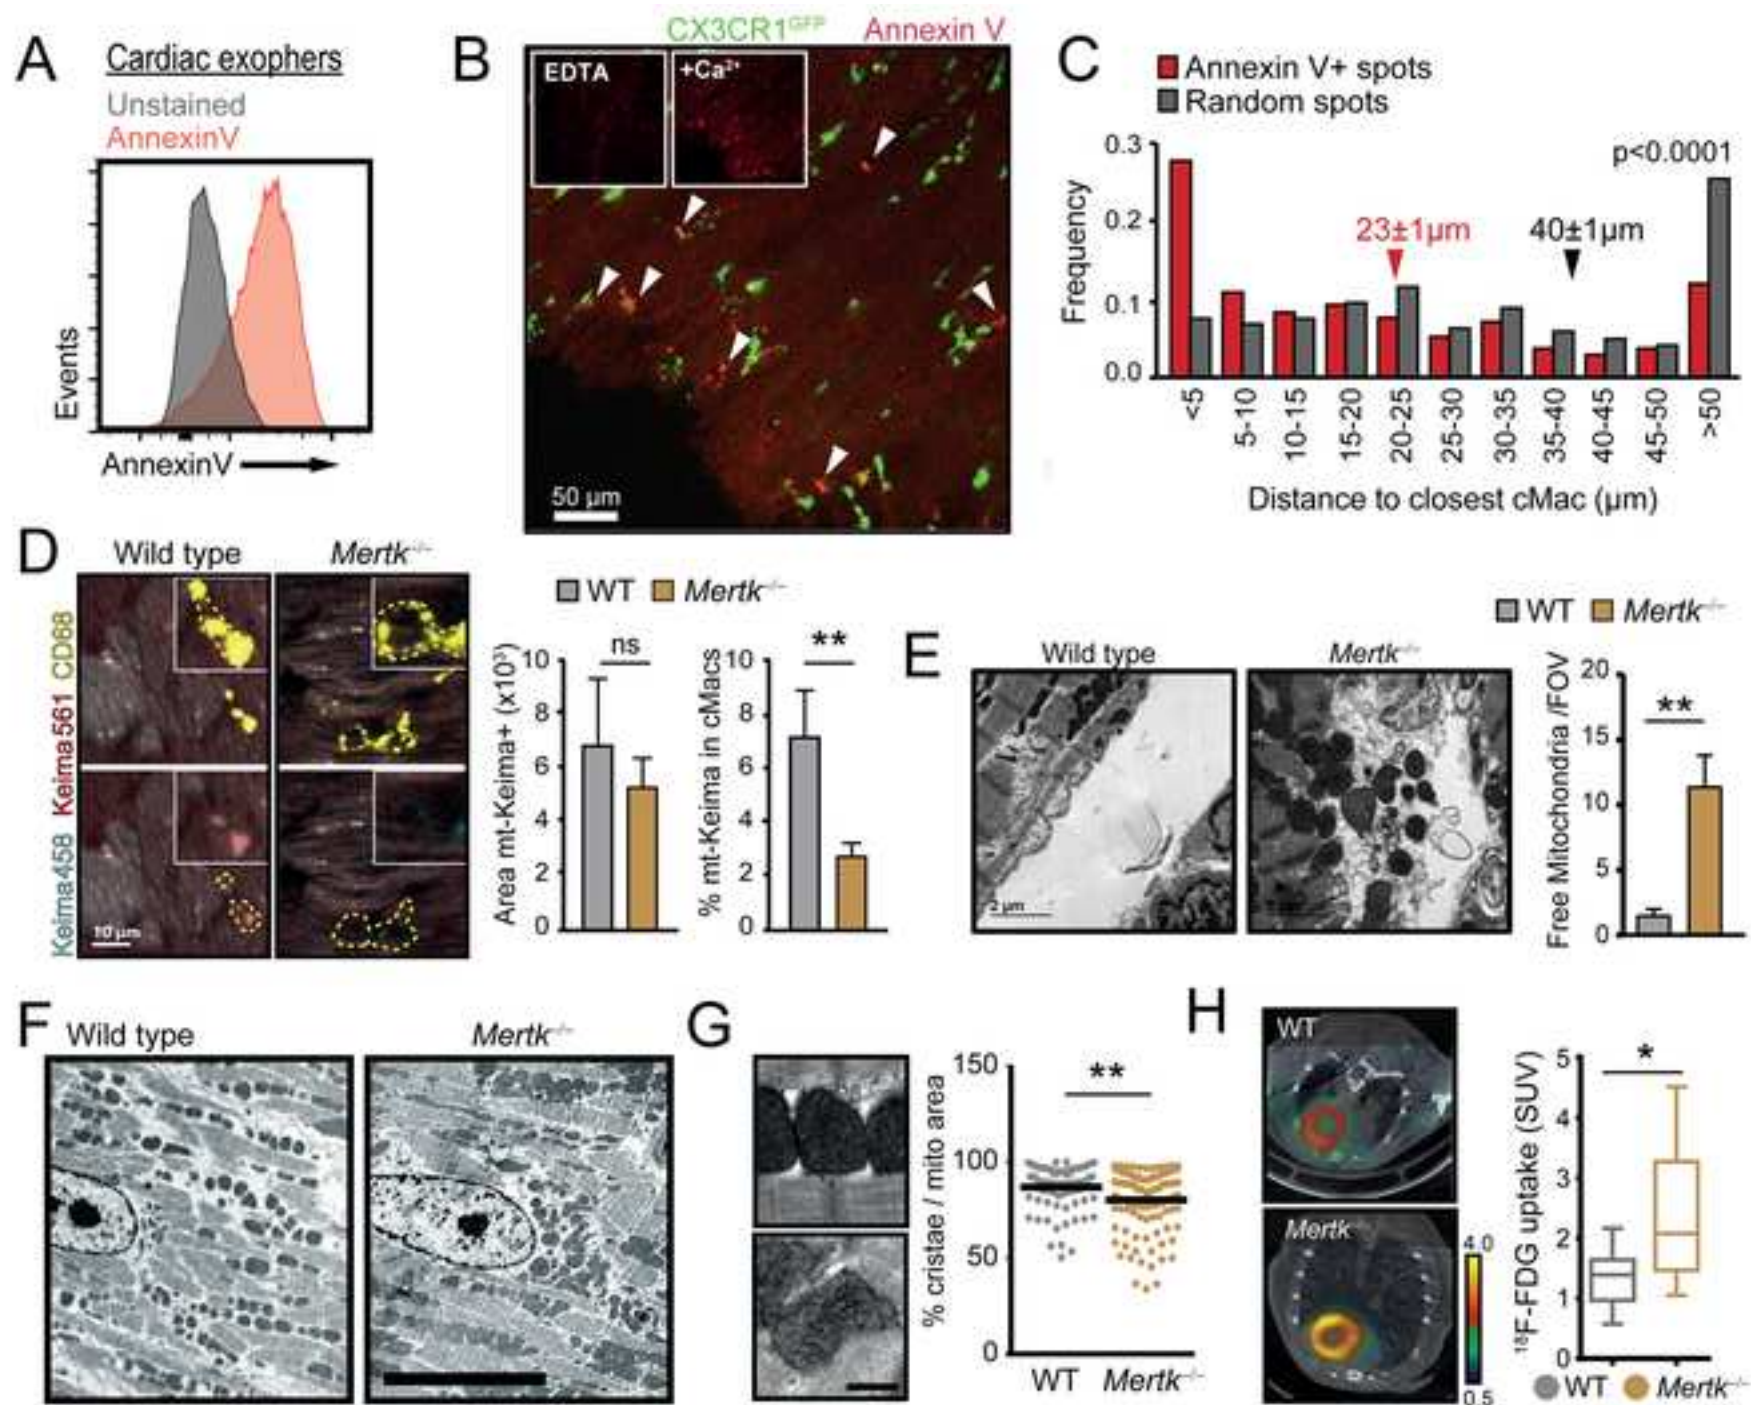 A
Cardiac exophers
Unstained
AnnexinV
Events
AnnexinV
B
CX3CR1GFP Annexin V
EDTA
+Ca2+
50 µm
C
Annexin V+ spots
Random spots
p<0.0001
23±1µm
40±1µm
Frequency
0.3
0.2
0.1
0.0
<5
5-10
10-15
15-20
20-25
25-30
30-35
35-40
40-45
45-50
>50
Distance to closest cMac (µm)
D
Wild type
Mertk-/-
Keima458 Keima561 CD68
10 µm
WT Mertk-/-
Area mt-Keima+ (x10³)
10
8
6
4
2
0
ns
% mt-Keima in cMacs
10
8
6
4
2
0
**
E
Wild type
Mertk-/-
2 µm
WT Mertk-/-
Free Mitochondria /FOV
20
15
10
5
0
**
F
Wild type
Mertk-/-
G
% cristae / mito area
150
100
50
0
**
WT Mertk-/-
H
WT
Mertk
4.0
0.5
¹⁸F-FDG uptake (SUV)
5
4
3
2
1
0
*
WT Mertk-/-